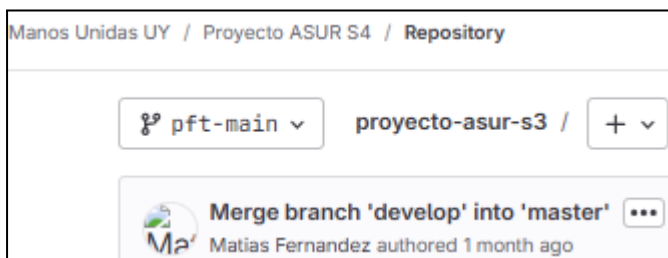 Manos Unidas UY / Proyecto ASUR S4 / Repository
pft-main proyecto-asur-s3 / +
Merge branch 'develop' into 'master' •••
Ma
Matias Fernandez authored 1 month ago